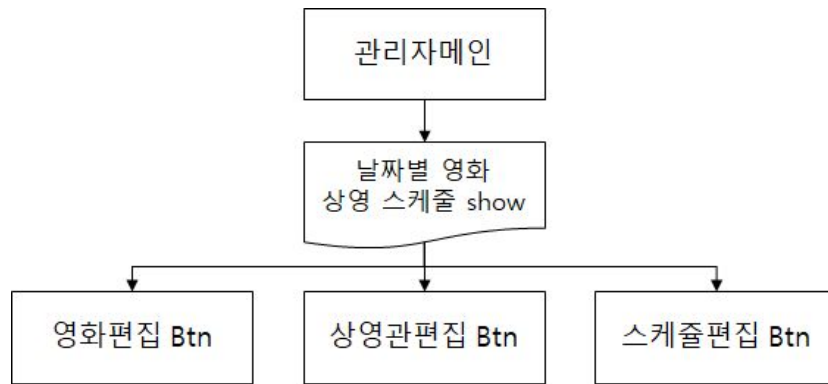 관리자메인
날짜별 영화
상영 스케줄 show
영화편집 Btn
상영관편집 Btn
스케쥴편집 Btn